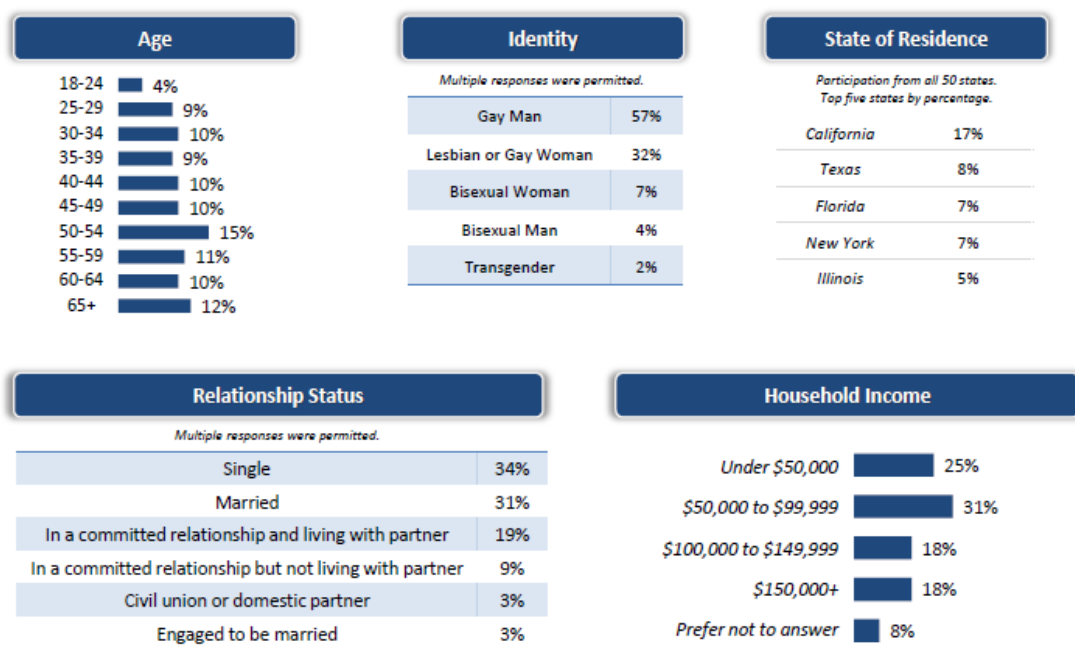 Age
18-24 4%
25-29 9%
30-34 10%
35-39 9%
40-44 10%
45-49 10%
50-54 15%
55-59 11%
60-64 10%
65+ 12%
Identity
Multiple responses were permitted.
Gay Man 57%
Lesbian or Gay Woman 32%
Bisexual Woman 7%
Bisexual Man 4%
Transgender 2%
State of Residence
Participation from all 50 states.
Top five states by percentage.
California 17%
Texas 8%
Florida 7%
New York 7%
Illinois 5%
Relationship Status
Multiple responses were permitted.
Single 34%
Married 31%
In a committed relationship and living with partner 19%
In a committed relationship but not living with partner 9%
Civil union or domestic partner 3%
Engaged to be married 3%
Household Income
Under $50,000 25%
$50,000 to $99,999 31%
$100,000 to $149,999 18%
$150,000+ 18%
Prefer not to answer 8%